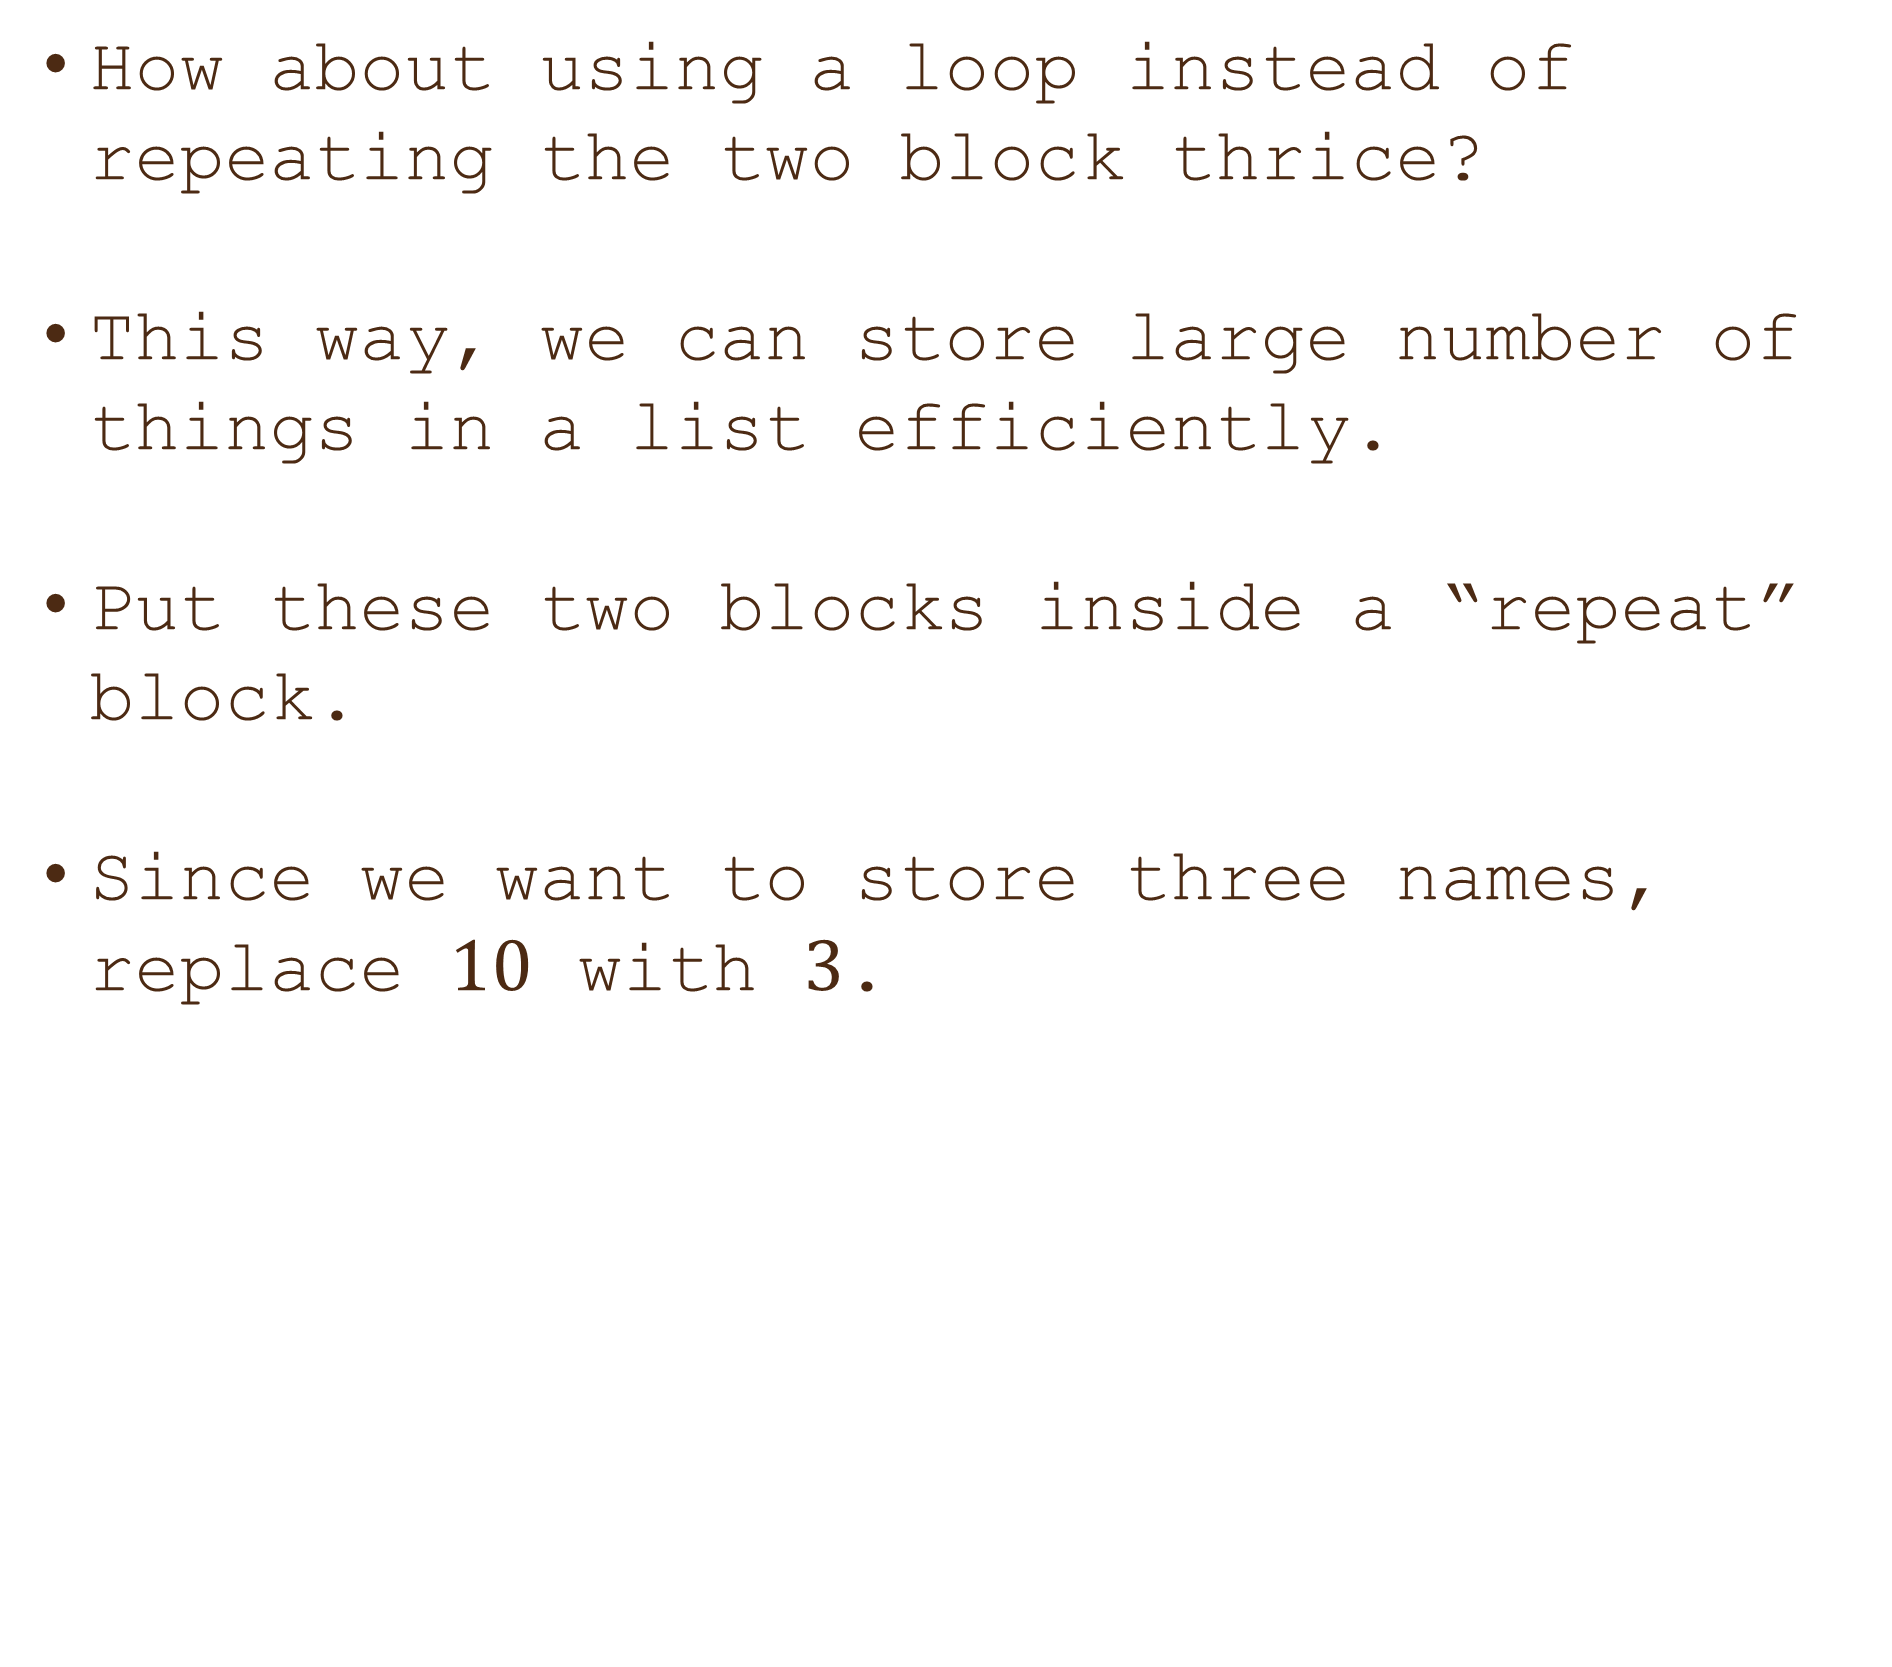 • How about using a loop instead of
repeating the two block thrice?
• This way, we can store large number of
things in a list efficiently.
• Put these two blocks inside a “repeat”
block.
• Since we want to store three names,
replace 10 with 3.